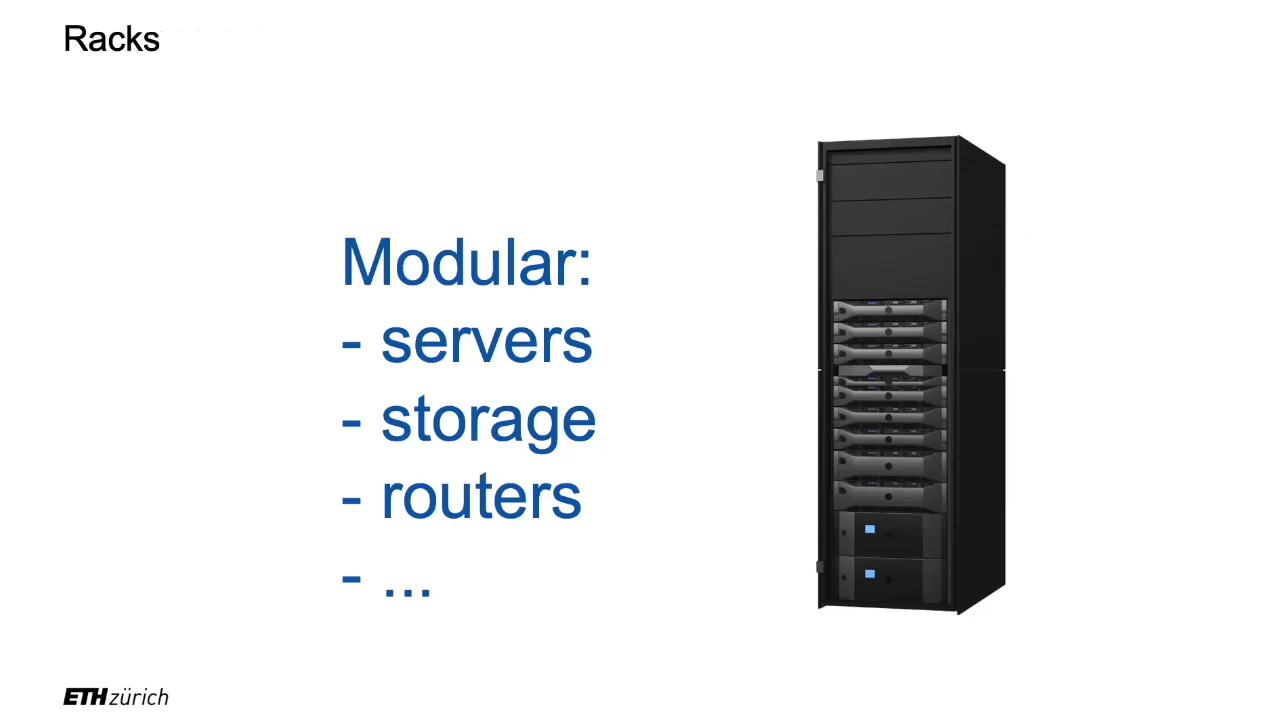 Racks
Modular:
- servers
- storage
- routers
- ...
ETH zürich